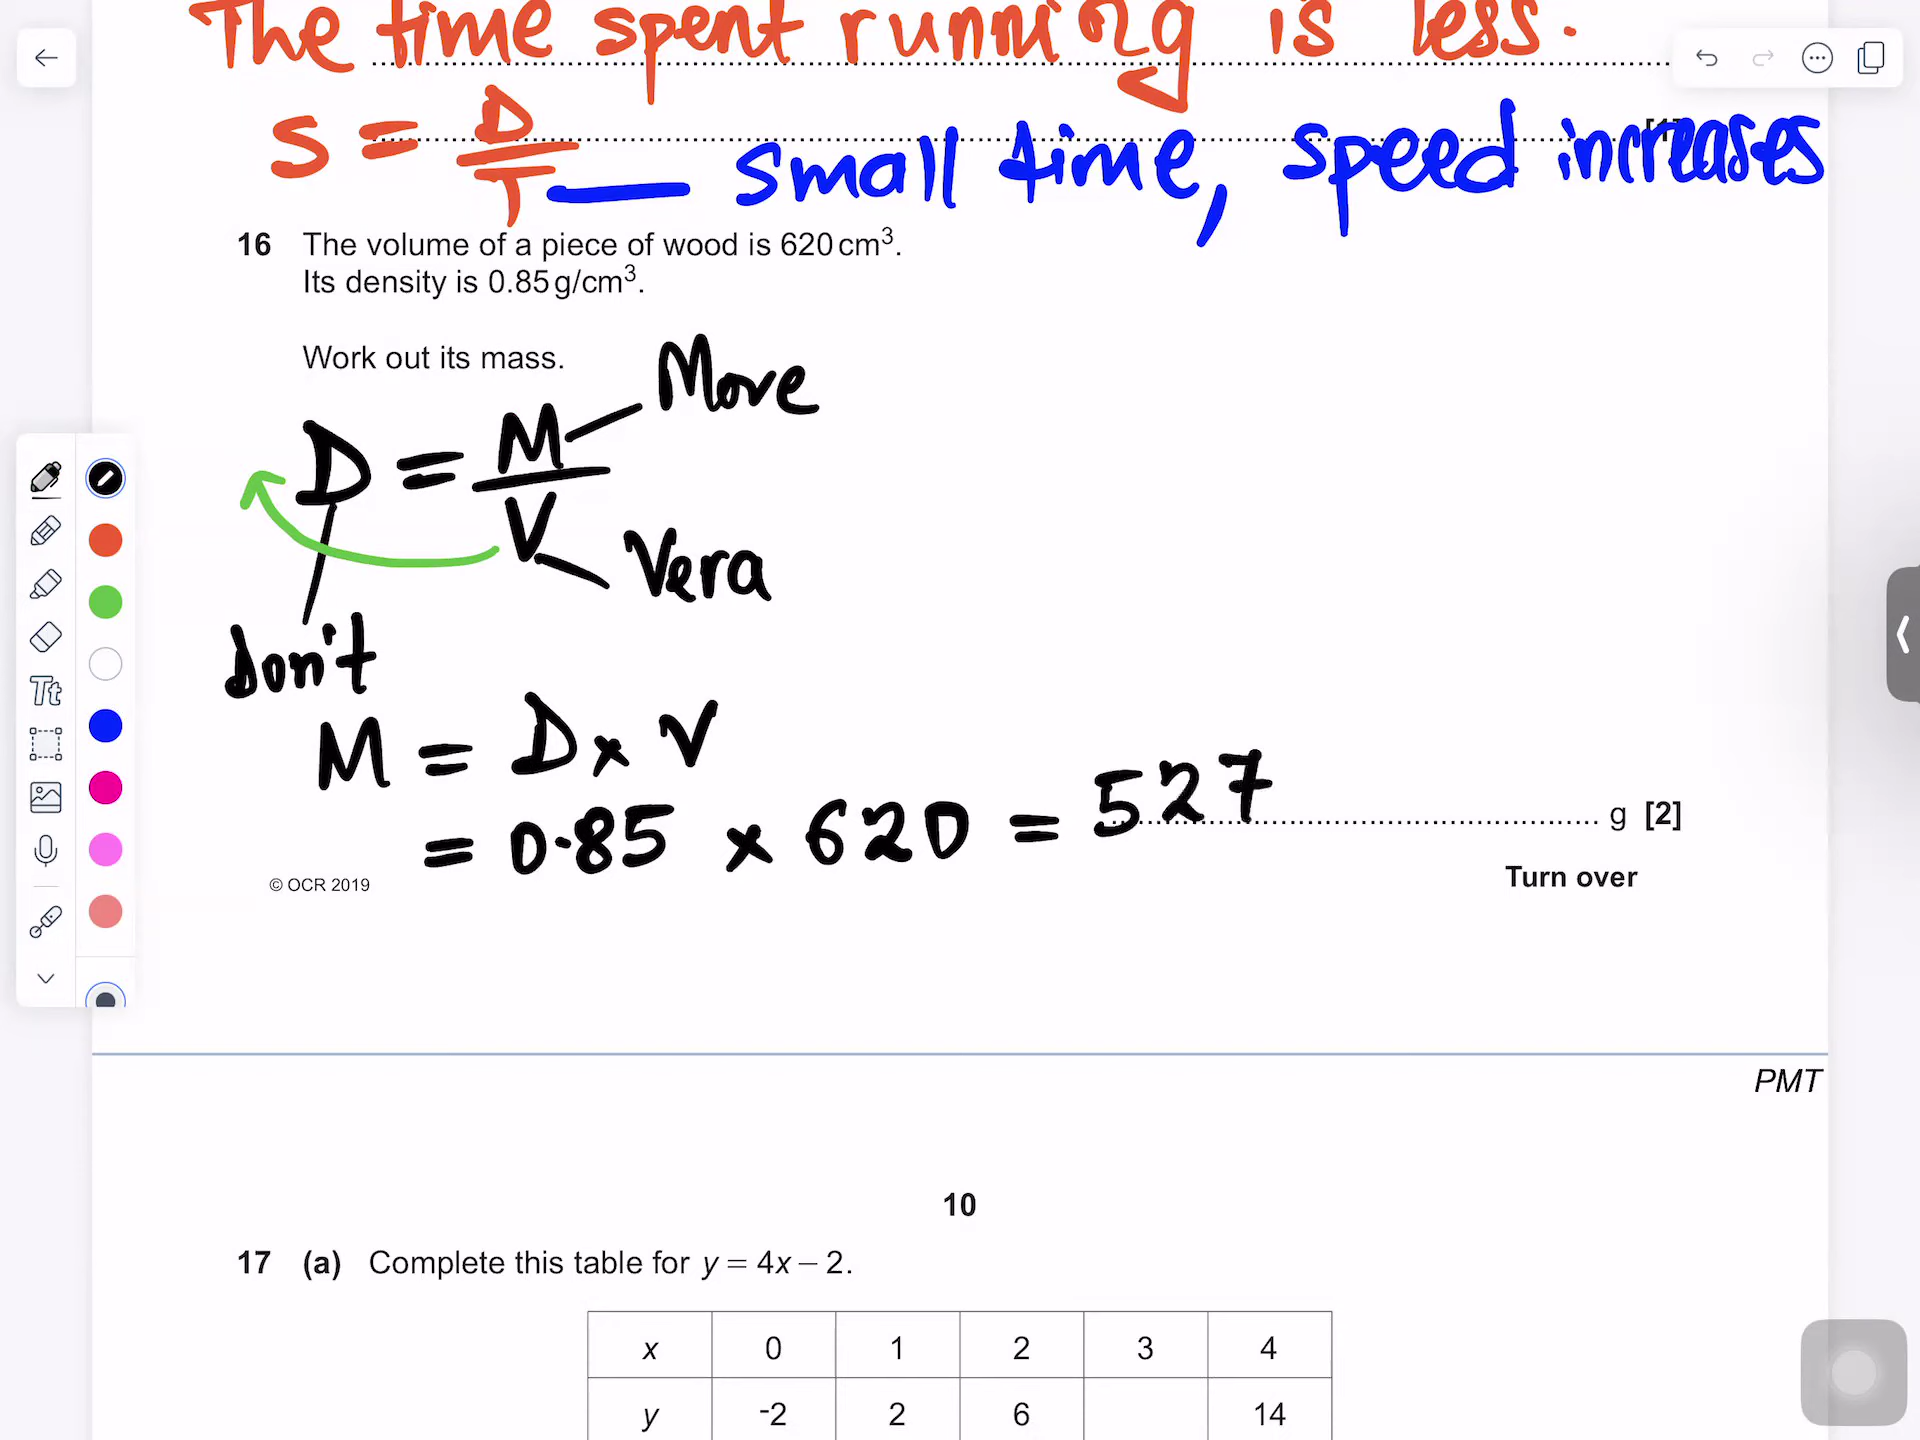 The time spent running is less.
[1]
S = D/T — small time, speed increases
16 The volume of a piece of wood is 620 cm³.
Its density is 0.85 g/cm³.
Work out its mass.
Move
D = M/V
Vera
don't
M = D × V
= 0.85 × 620 = 527
g [2]
© OCR 2019
Turn over
PMT
10
17 (a) Complete this table for y = 4x – 2.
x 0 1 2 3 4
y -2 2 6 14
Tt